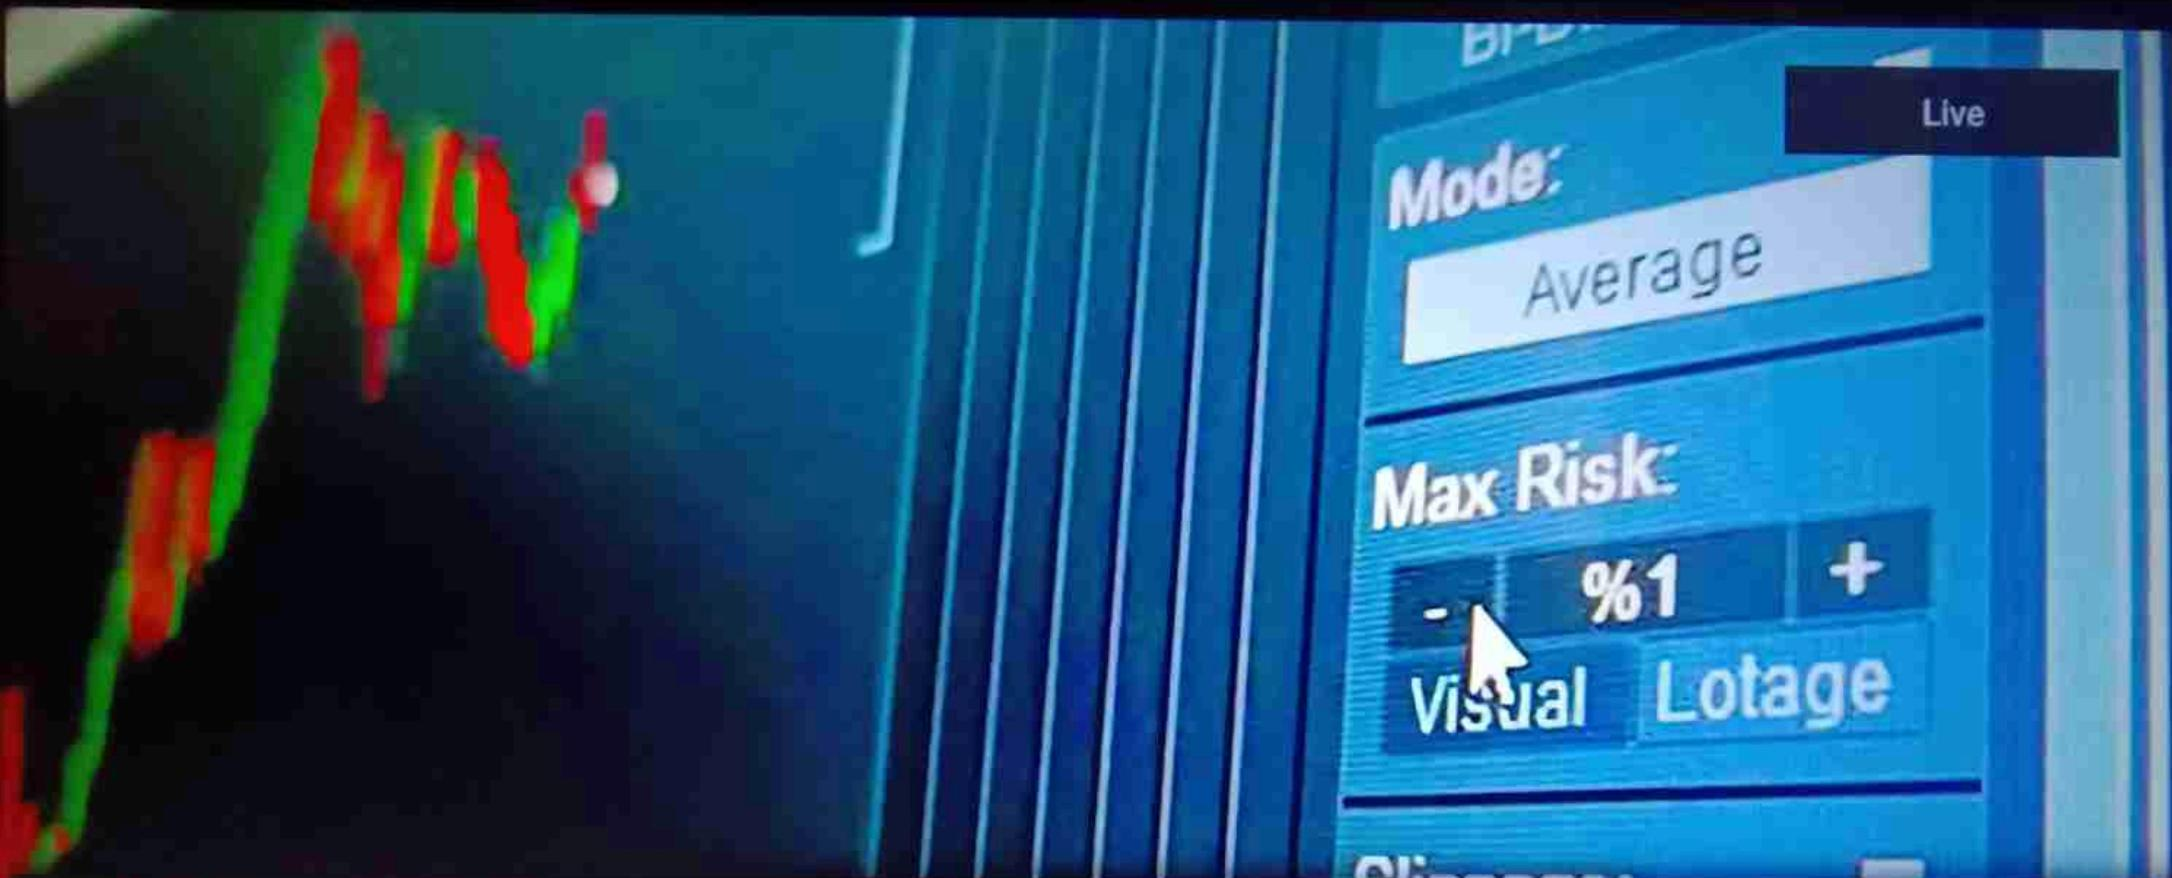 Live
Mode:
Average
Max Risk:
- %1 +
Visual Lotage